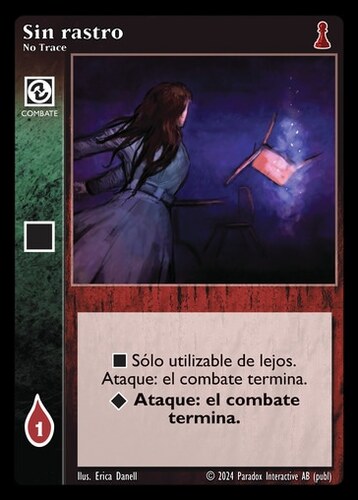 Sin rastro
No Trace
COMBATE
Sólo utilizable de lejos.
Ataque: el combate termina.
Ataque: el combate
termina.
1
Ilus. Erica Danell © 2024 Paradox Interactive AB (publ)